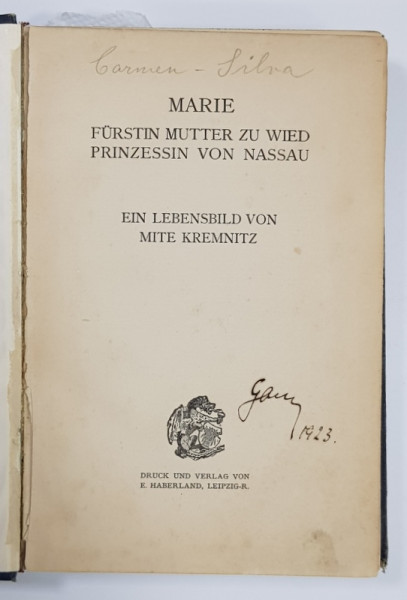 Carmen - Silva
MARIE
FÜRSTIN MUTTER ZU WIED
PRINZESSIN VON NASSAU
EIN LEBENSBILD VON
MITE KREMNITZ
1923.
DRUCK UND VERLAG VON
E. HABERLAND, LEIPZIG-R.